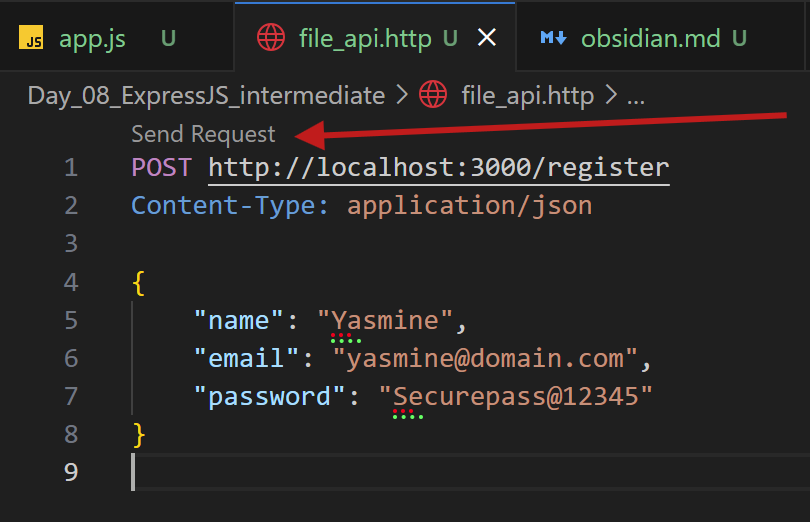 JS app.js U file_api.http U × M↓ obsidian.md U
Day_08_ExpressJS_intermediate > file_api.http > ...
Send Request
1 POST http://localhost:3000/register
2 Content-Type: application/json
3
4 {
5 "name": "Yasmine",
6 "email": "yasmine@domain.com",
7 "password": "Securepass@12345"
8 }
9